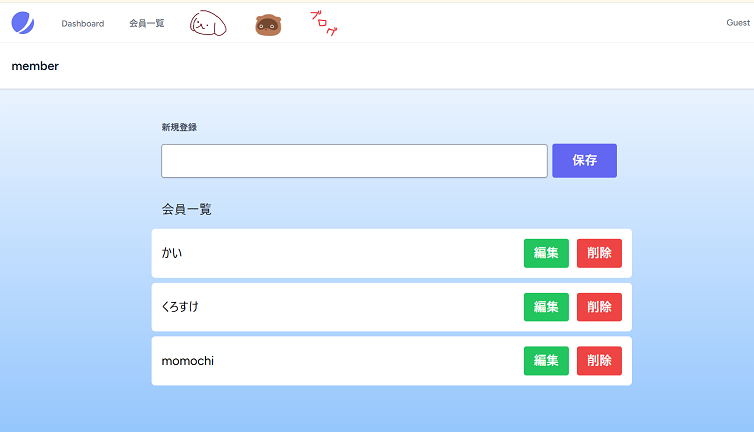 Dashboard 会員一覧 ブログ Guest
member
新規登録
保存
会員一覧
かい 編集 削除
くろすけ 編集 削除
momochi 編集 削除